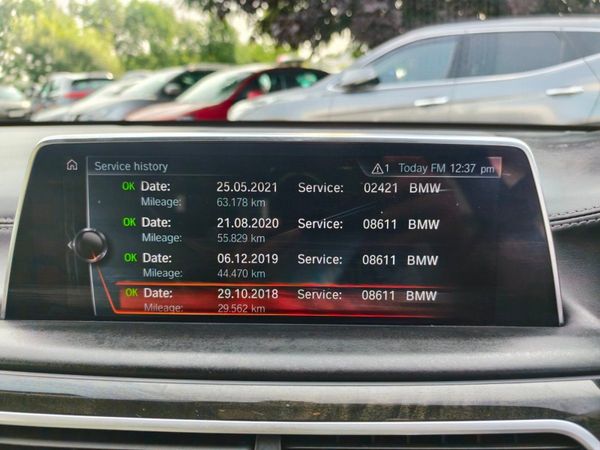 Service history 1 Today FM 12:37 pm
OK Date: 25.05.2021 Service: 02421 BMW
Mileage: 63.178 km
OK Date: 21.08.2020 Service: 08611 BMW
Mileage: 55.829 km
OK Date: 06.12.2019 Service: 08611 BMW
Mileage: 44.470 km
OK Date: 29.10.2018 Service: 08611 BMW
Mileage: 29.562 km